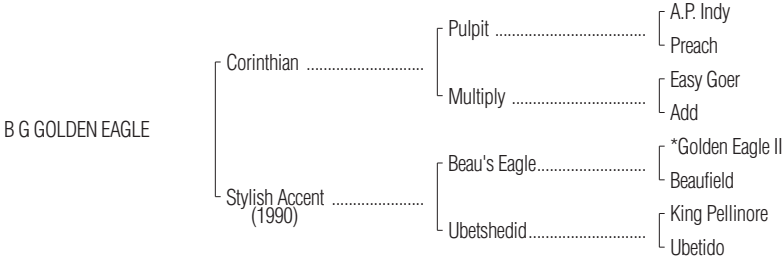 A.P. Indy
Pulpit ....................................
Preach
Corinthian ............................
Easy Goer
Multiply ................................
Add
B G GOLDEN EAGLE
*Golden Eagle II
Beau's Eagle..........................
Beaufield
Stylish Accent ......................
(1990)
King Pellinore
Ubetshedid............................
Ubetido